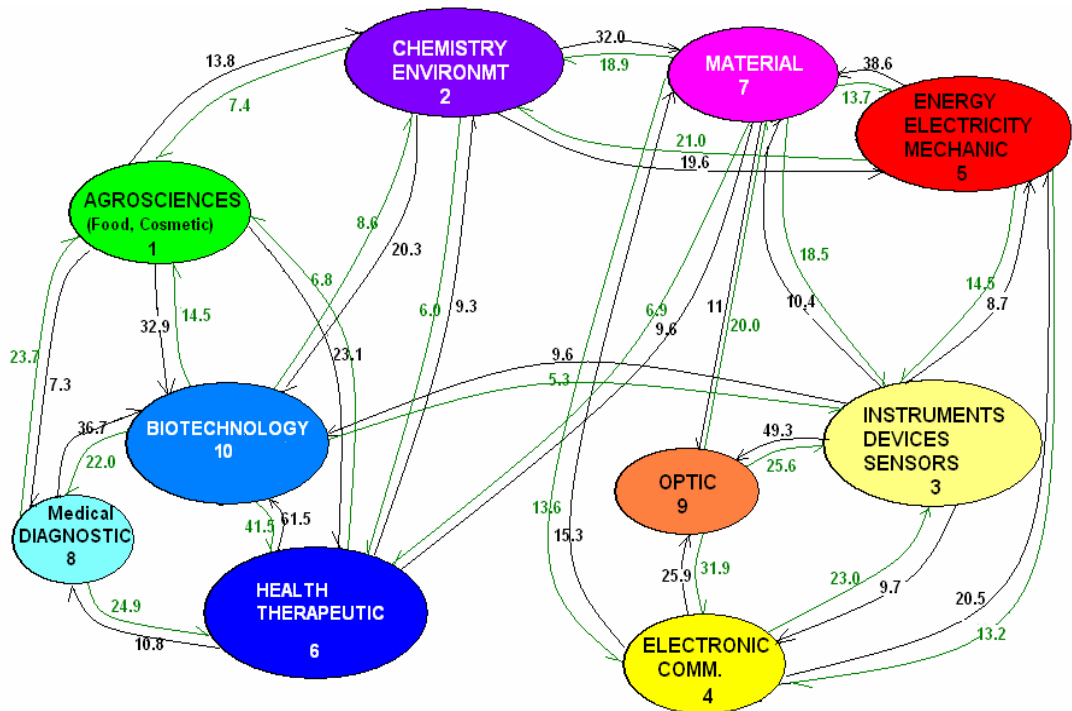 13.8
CHEMISTRY
ENVIRONMT
2
32.0
18.9
MATERIAL
7
38.6
13.7
ENERGY
ELECTRICITY
MECHANIC
5
7.4
21.0
19.6
AGROSCIENCES
(Food, Cosmetic)
1
8.6
20.3
6.8
6.0
9.3
18.5
10.4
14.5
8.7
6.9
9.6
11
20.0
32.9
14.5
23.1
23.7
7.3
9.6
5.3
BIOTECHNOLOGY
10
36.7
22.0
49.3
25.6
INSTRUMENTS
DEVICES
SENSORS
3
OPTIC
9
Medical
DIAGNOSTIC
8
41.5
61.5
13.6
15.3
31.9
25.9
23.0
9.7
20.5
13.2
24.9
10.8
HEALTH
THERAPEUTIC
6
ELECTRONIC
COMM.
4